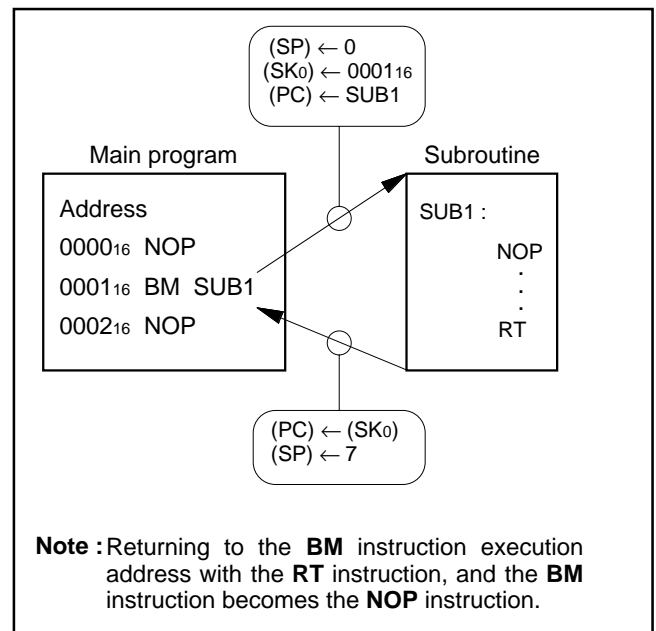 (SP) ← 0
(SK₀) ← 0001₁₆
(PC) ← SUB1
Main program
Subroutine
Address
0000₁₆ NOP
0001₁₆ BM SUB1
0002₁₆ NOP
SUB1 :
NOP
.
.
.
RT
(PC) ← (SK₀)
(SP) ← 7
Note : Returning to the BM instruction execution
address with the RT instruction, and the BM
instruction becomes the NOP instruction.